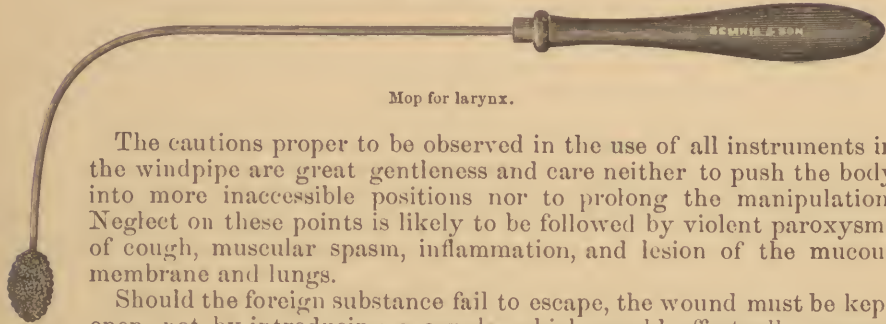 GEMRIG & SON
Mop for larynx.
The cautions proper to be observed in the use of all instruments in
the windpipe are great gentleness and care neither to push the body
into more inaccessible positions nor to prolong the manipulation
Neglect on these points is likely to be followed by violent paroxysm
of cough, muscular spasm, inflammation, and lesion of the mucou
membrane and lungs.
Should the foreign substance fail to escape, the wound must be kep